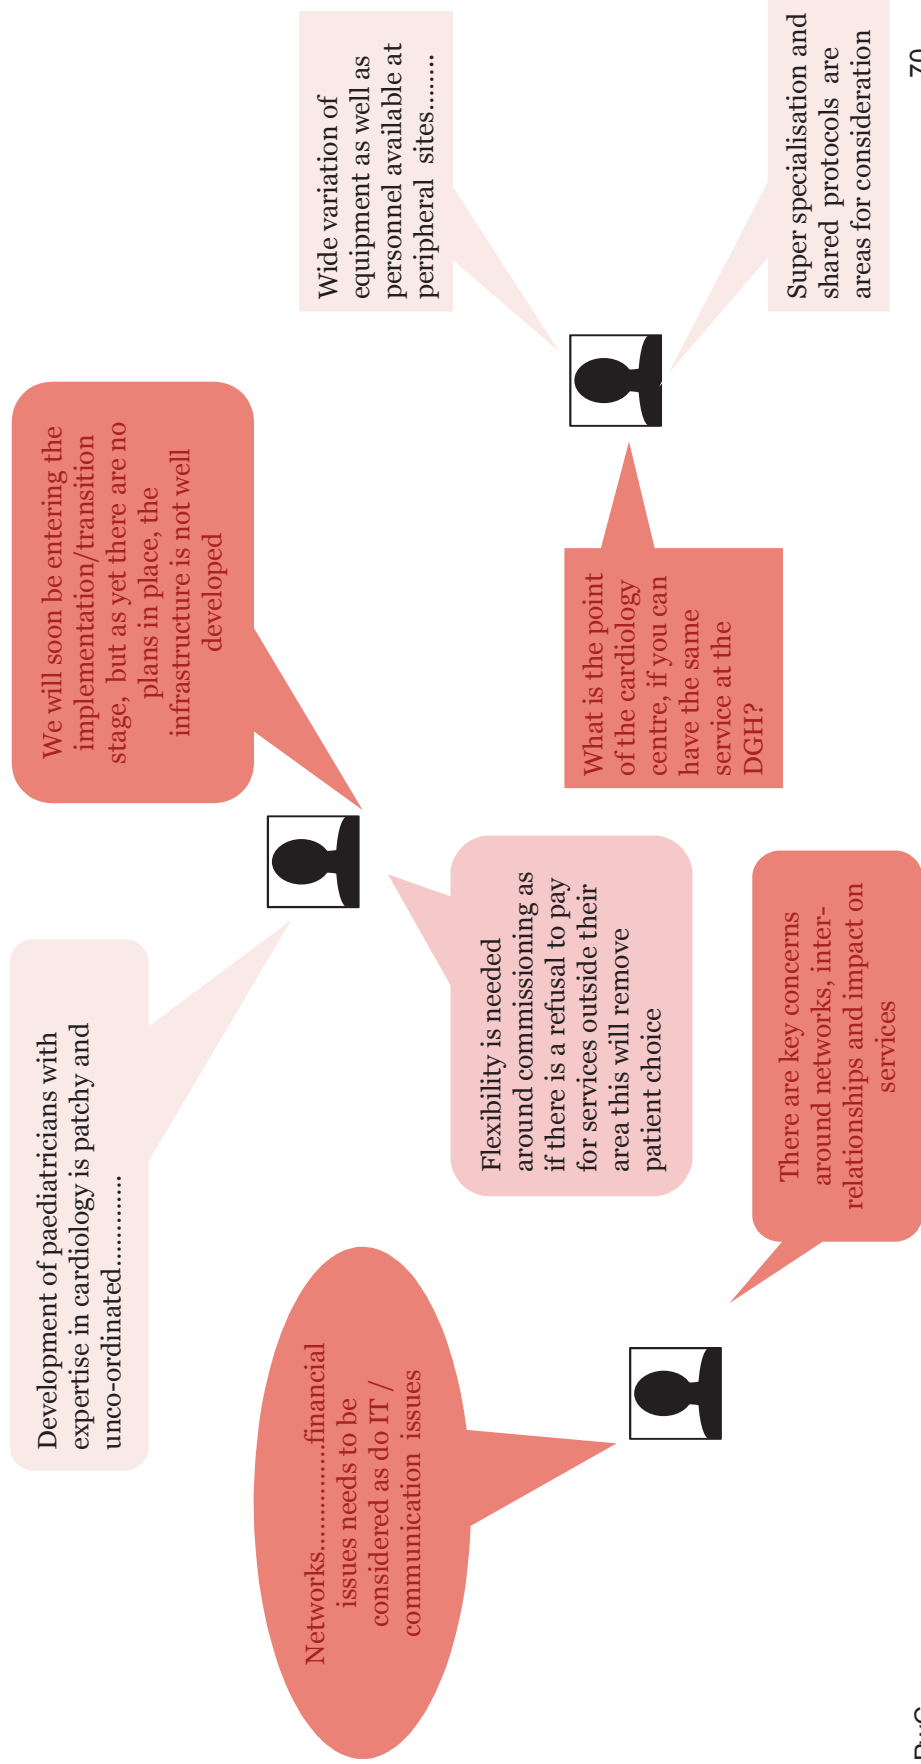 Development of paediatricians with
expertise in cardiology is patchy and
unco-ordinated.............
We will soon be entering the
implementation/transition
stage, but as yet there are no
plans in place, the
infrastructure is not well
developed
Wide variation of
equipment as well as
personnel available at
peripheral sites........
Networks..............financial
issues needs to be
considered as do IT /
communication issues
Flexibility is needed
around commissioning as
if there is a refusal to pay
for services outside their
area this will remove
patient choice
What is the point
of the cardiology
centre, if you can
have the same
service at the
DGH?
There are key concerns
around networks, inter-
relationships and impact on
services
Super specialisation and
shared protocols are
areas for consideration